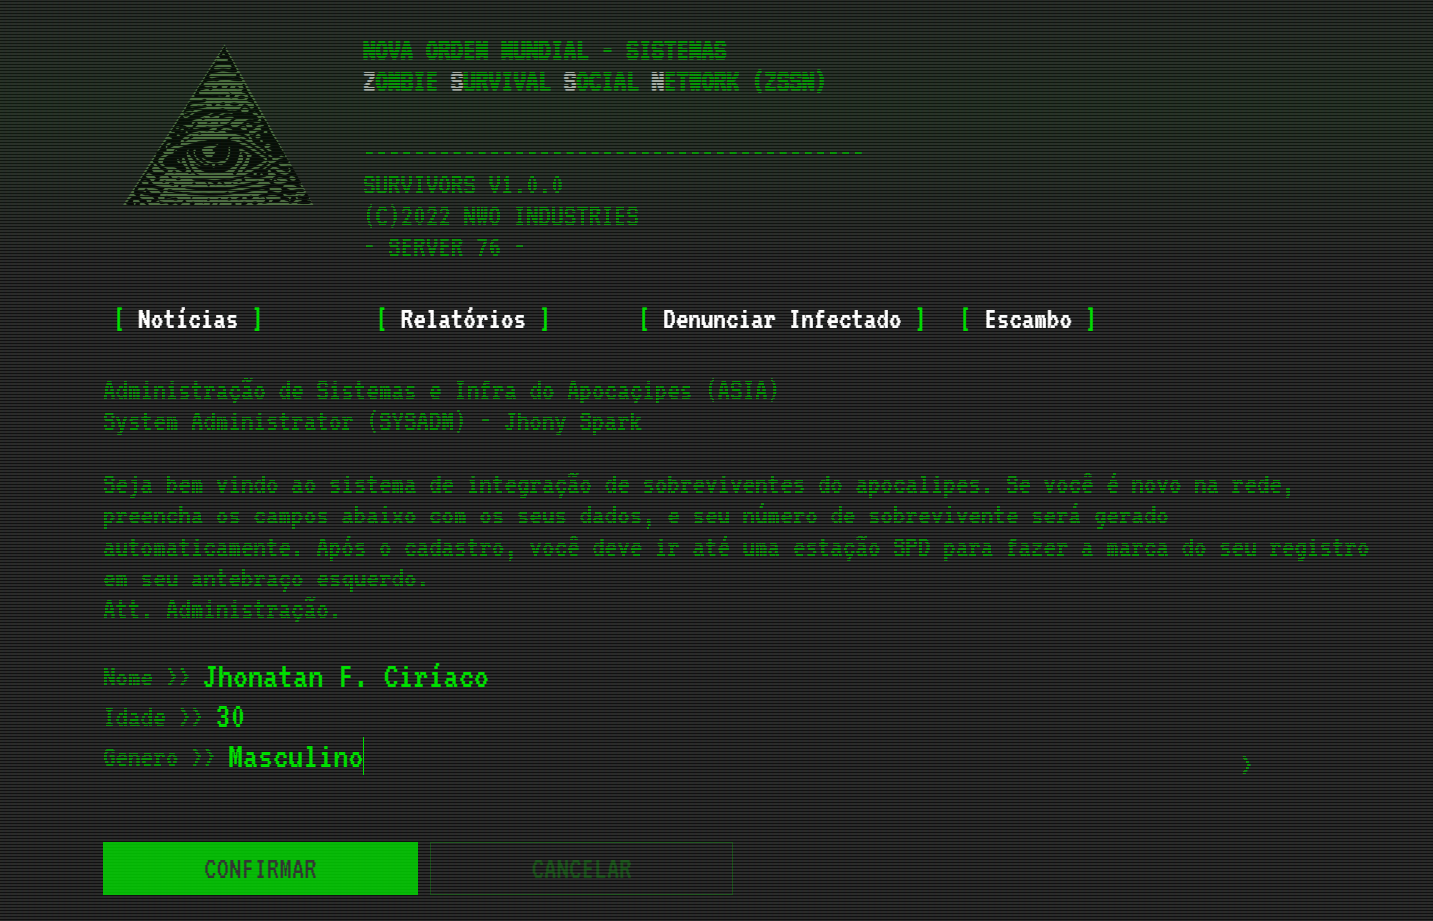 NOVA ORDEM MUNDIAL - SISTEMAS
ZOMBIE SURVIVAL SOCIAL NETWORK (ZSSN)
----------------------------------------
SURVIVORS V1.0.0
(C)2022 NWO INDUSTRIES
- SERVER 76 -
[ Notícias ] [ Relatórios ] [ Denunciar Infectado ] [ Escambo ]
Administração de Sistemas e Infra do Apocaçipes (ASIA)
System Administrator (SYSADM) - Jhony Spark
Seja bem vindo ao sistema de integração de sobreviventes do apocalipes. Se você é novo na rede,
preencha os campos abaixo com os seus dados, e seu número de sobrevivente será gerado
automaticamente. Após o cadastro, você deve ir até uma estação SPD para fazer a marca do seu registro
em seu antebraço esquerdo.
Att. Administração.
Nome >> Jhonatan F. Ciríaco
Idade >> 30
Genero >> Masculino
>
CONFIRMAR CANCELAR